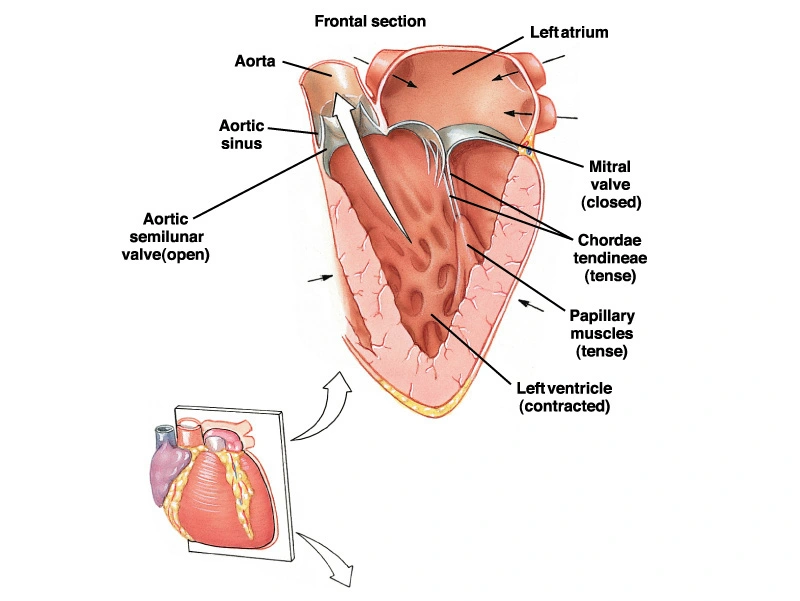 Frontal section
Left atrium
Aorta
Aortic
sinus
Mitral
valve
(closed)
Aortic
semilunar
valve(open)
Chordae
tendineae
(tense)
Papillary
muscles
(tense)
Left ventricle
(contracted)